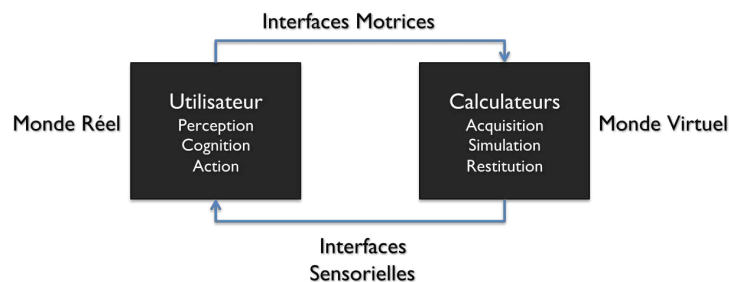 Interfaces Motrices
Monde Réel
Utilisateur
Perception
Cognition
Action
Calculateurs
Acquisition
Simulation
Restitution
Monde Virtuel
Interfaces
Sensorielles